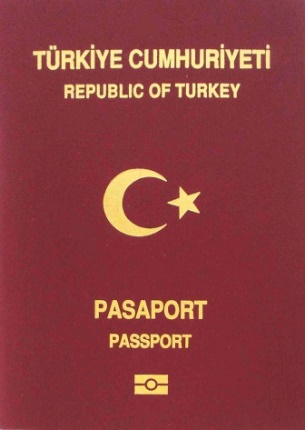 TÜRKİYE CUMHURİYETİ
REPUBLIC OF TURKEY
PASAPORT
PASSPORT